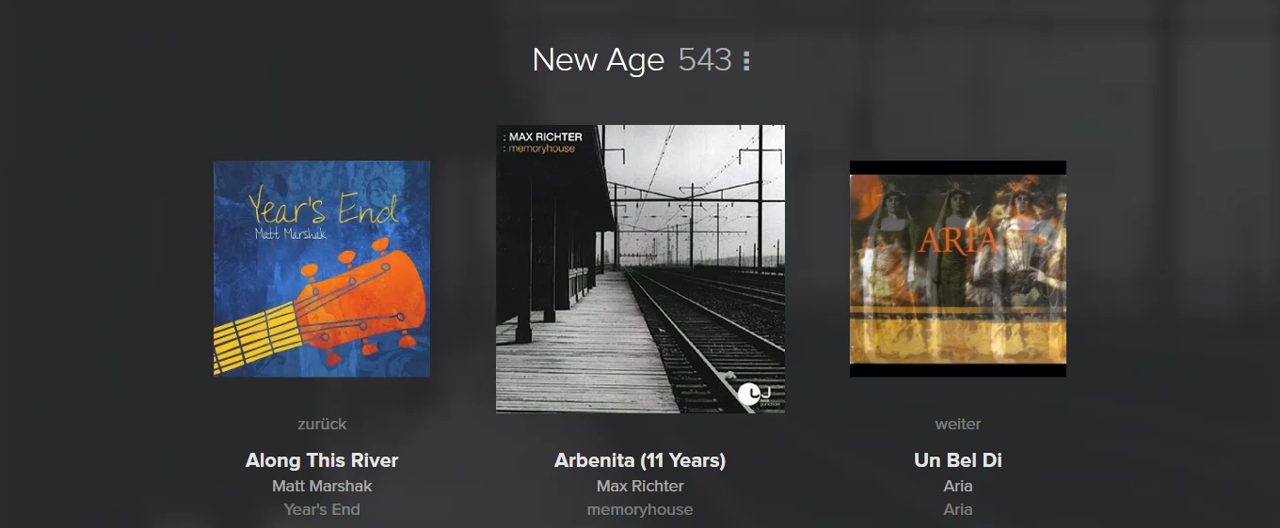 New Age 543
: MAX RICHTER
: memoryhouse
Year's End
Matt Marshak
ARIA
zurück
weiter
Along This River
Arbenita (11 Years)
Un Bel Di
Matt Marshak
Max Richter
Aria
Year's End
memoryhouse
Aria